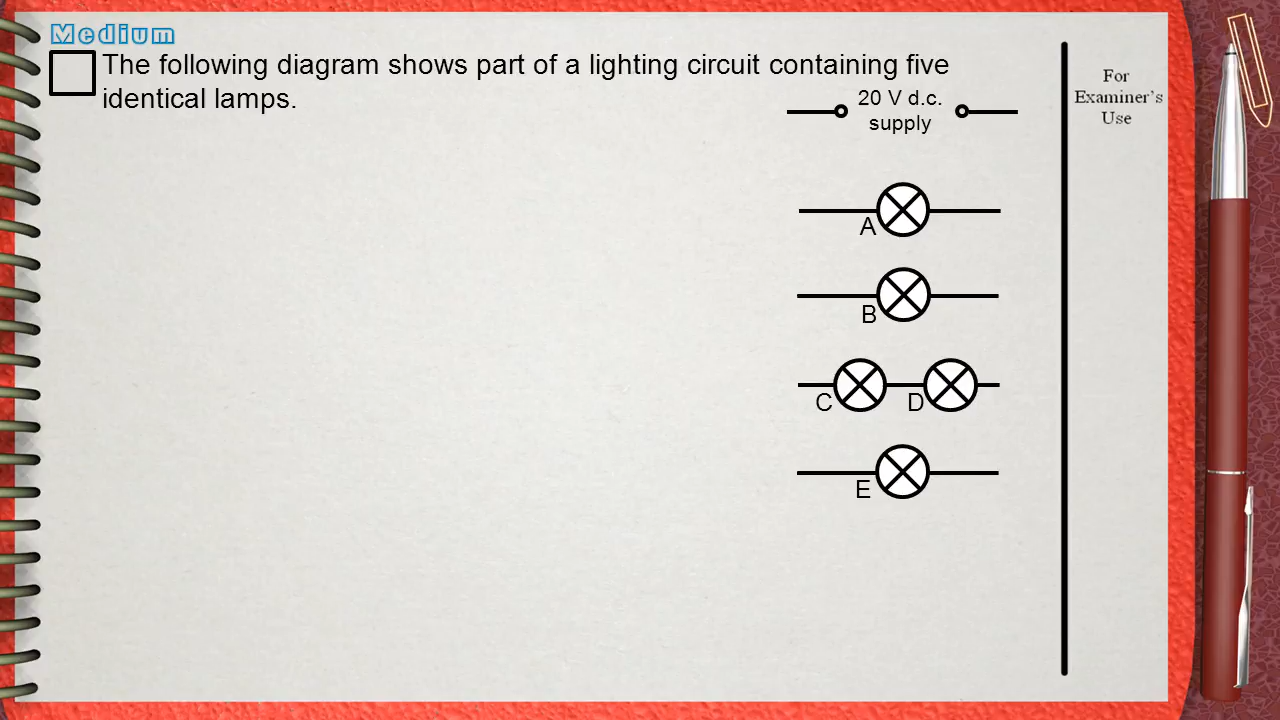 Medium
The following diagram shows part of a lighting circuit containing five
identical lamps.
20 V d.c.
supply
A
B
C D
E
For
Examiner's
Use